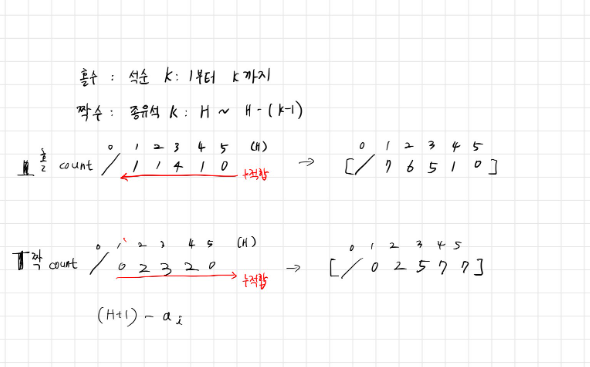 홀수 : 석순 K : 1부터 K까지
짝수 : 종유석 K : H ~ H-(K-1)
0 1 2 3 4 5 (H)
홀 count / 1 1 4 1 0 누적합
→
0 1 2 3 4 5
[ / 7 6 5 1 0 ]
0 1 2 3 4 5 (H)
짝 count / 0 2 3 2 0 누적합
→
0 1 2 3 4 5
[ / 0 2 5 7 7 ]
(H+1) - a i